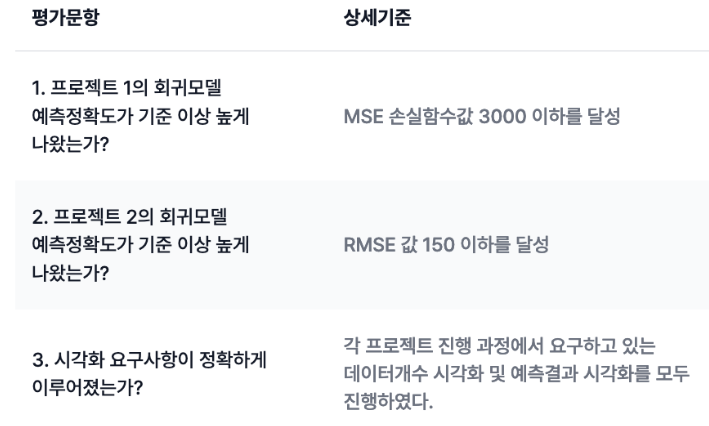 평가문항
상세기준
1. 프로젝트 1의 회귀모델
예측정확도가 기준 이상 높게
나왔는가?
MSE 손실함수값 3000 이하를 달성
2. 프로젝트 2의 회귀모델
예측정확도가 기준 이상 높게
나왔는가?
RMSE 값 150 이하를 달성
3. 시각화 요구사항이 정확하게
이루어졌는가?
각 프로젝트 진행 과정에서 요구하고 있는
데이터개수 시각화 및 예측결과 시각화를 모두
진행하였다.